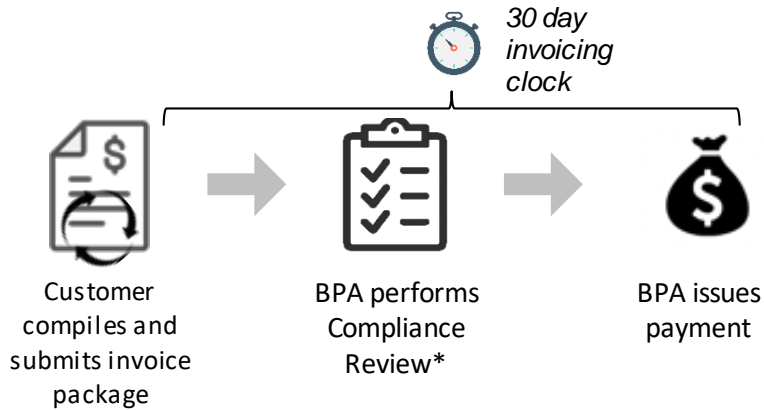 30 day
invoicing
clock
$
$
Customer
compiles and
submits invoice
package
BPA performs
Compliance
Review*
BPA issues
payment